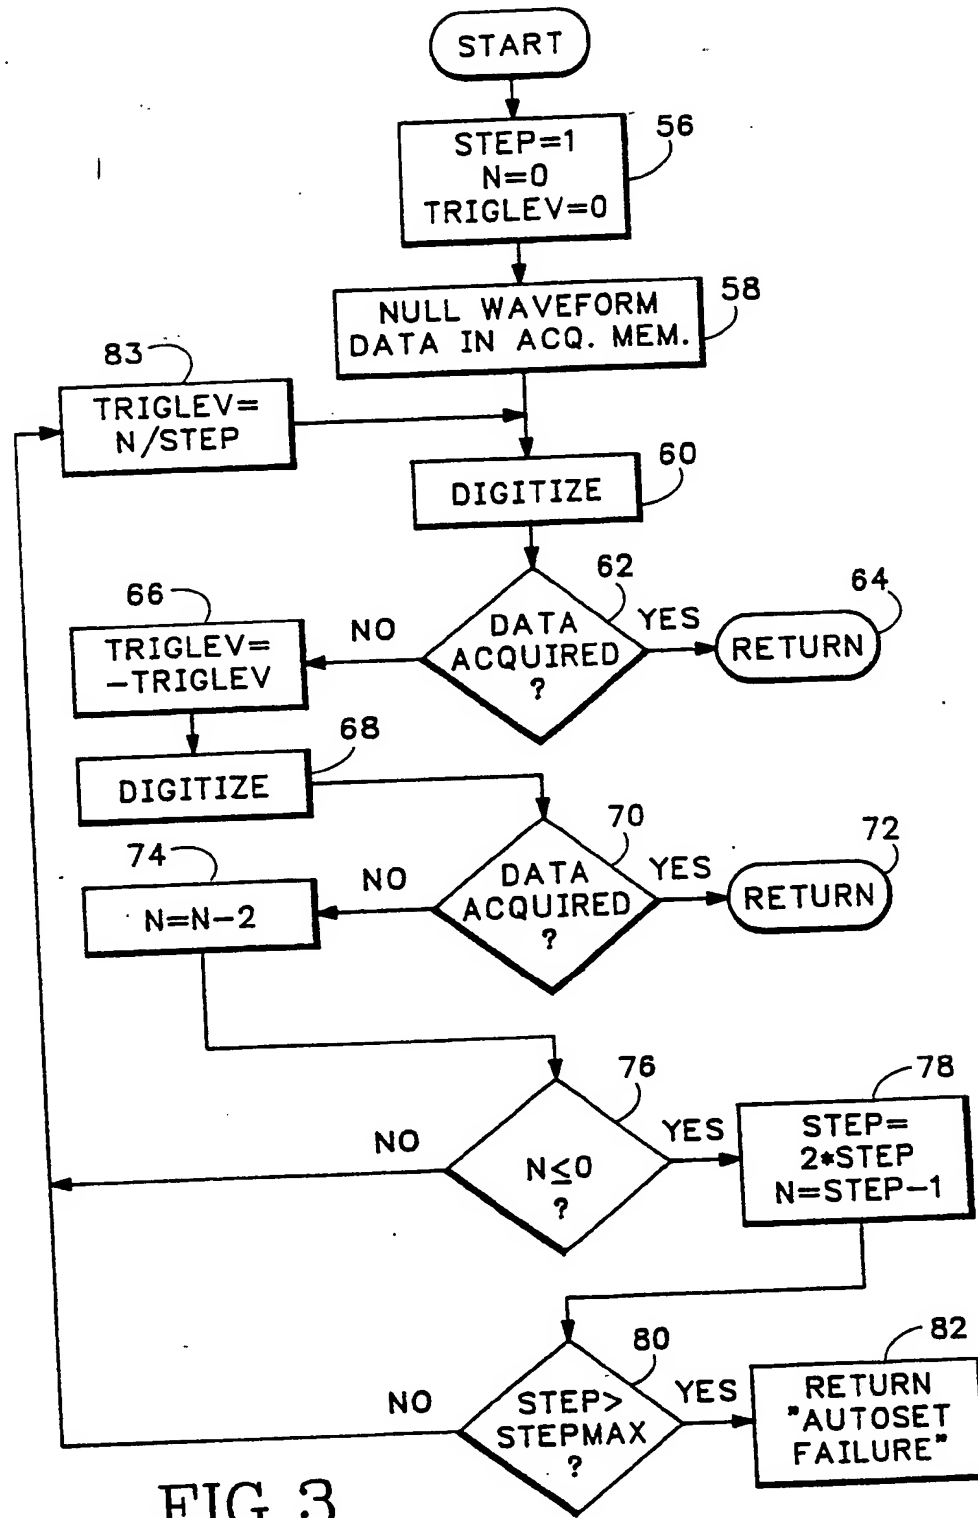 START
STEP=1
N=0
TRIGLEV=0
56
NULL WAVEFORM
DATA IN ACQ. MEM.
58
83
TRIGLEV=
N/STEP
DIGITIZE
60
DATA
ACQUIRED
?
62
YES
RETURN
64
NO
66
TRIGLEV=
-TRIGLEV
DIGITIZE
68
DATA
ACQUIRED
?
70
YES
RETURN
72
NO
74
N=N-2
N≤0
?
76
YES
STEP=
2*STEP
N=STEP-1
78
NO
STEP>
STEPMAX
?
80
YES
RETURN
"AUTOSET
FAILURE"
82
NO
FIG. 3